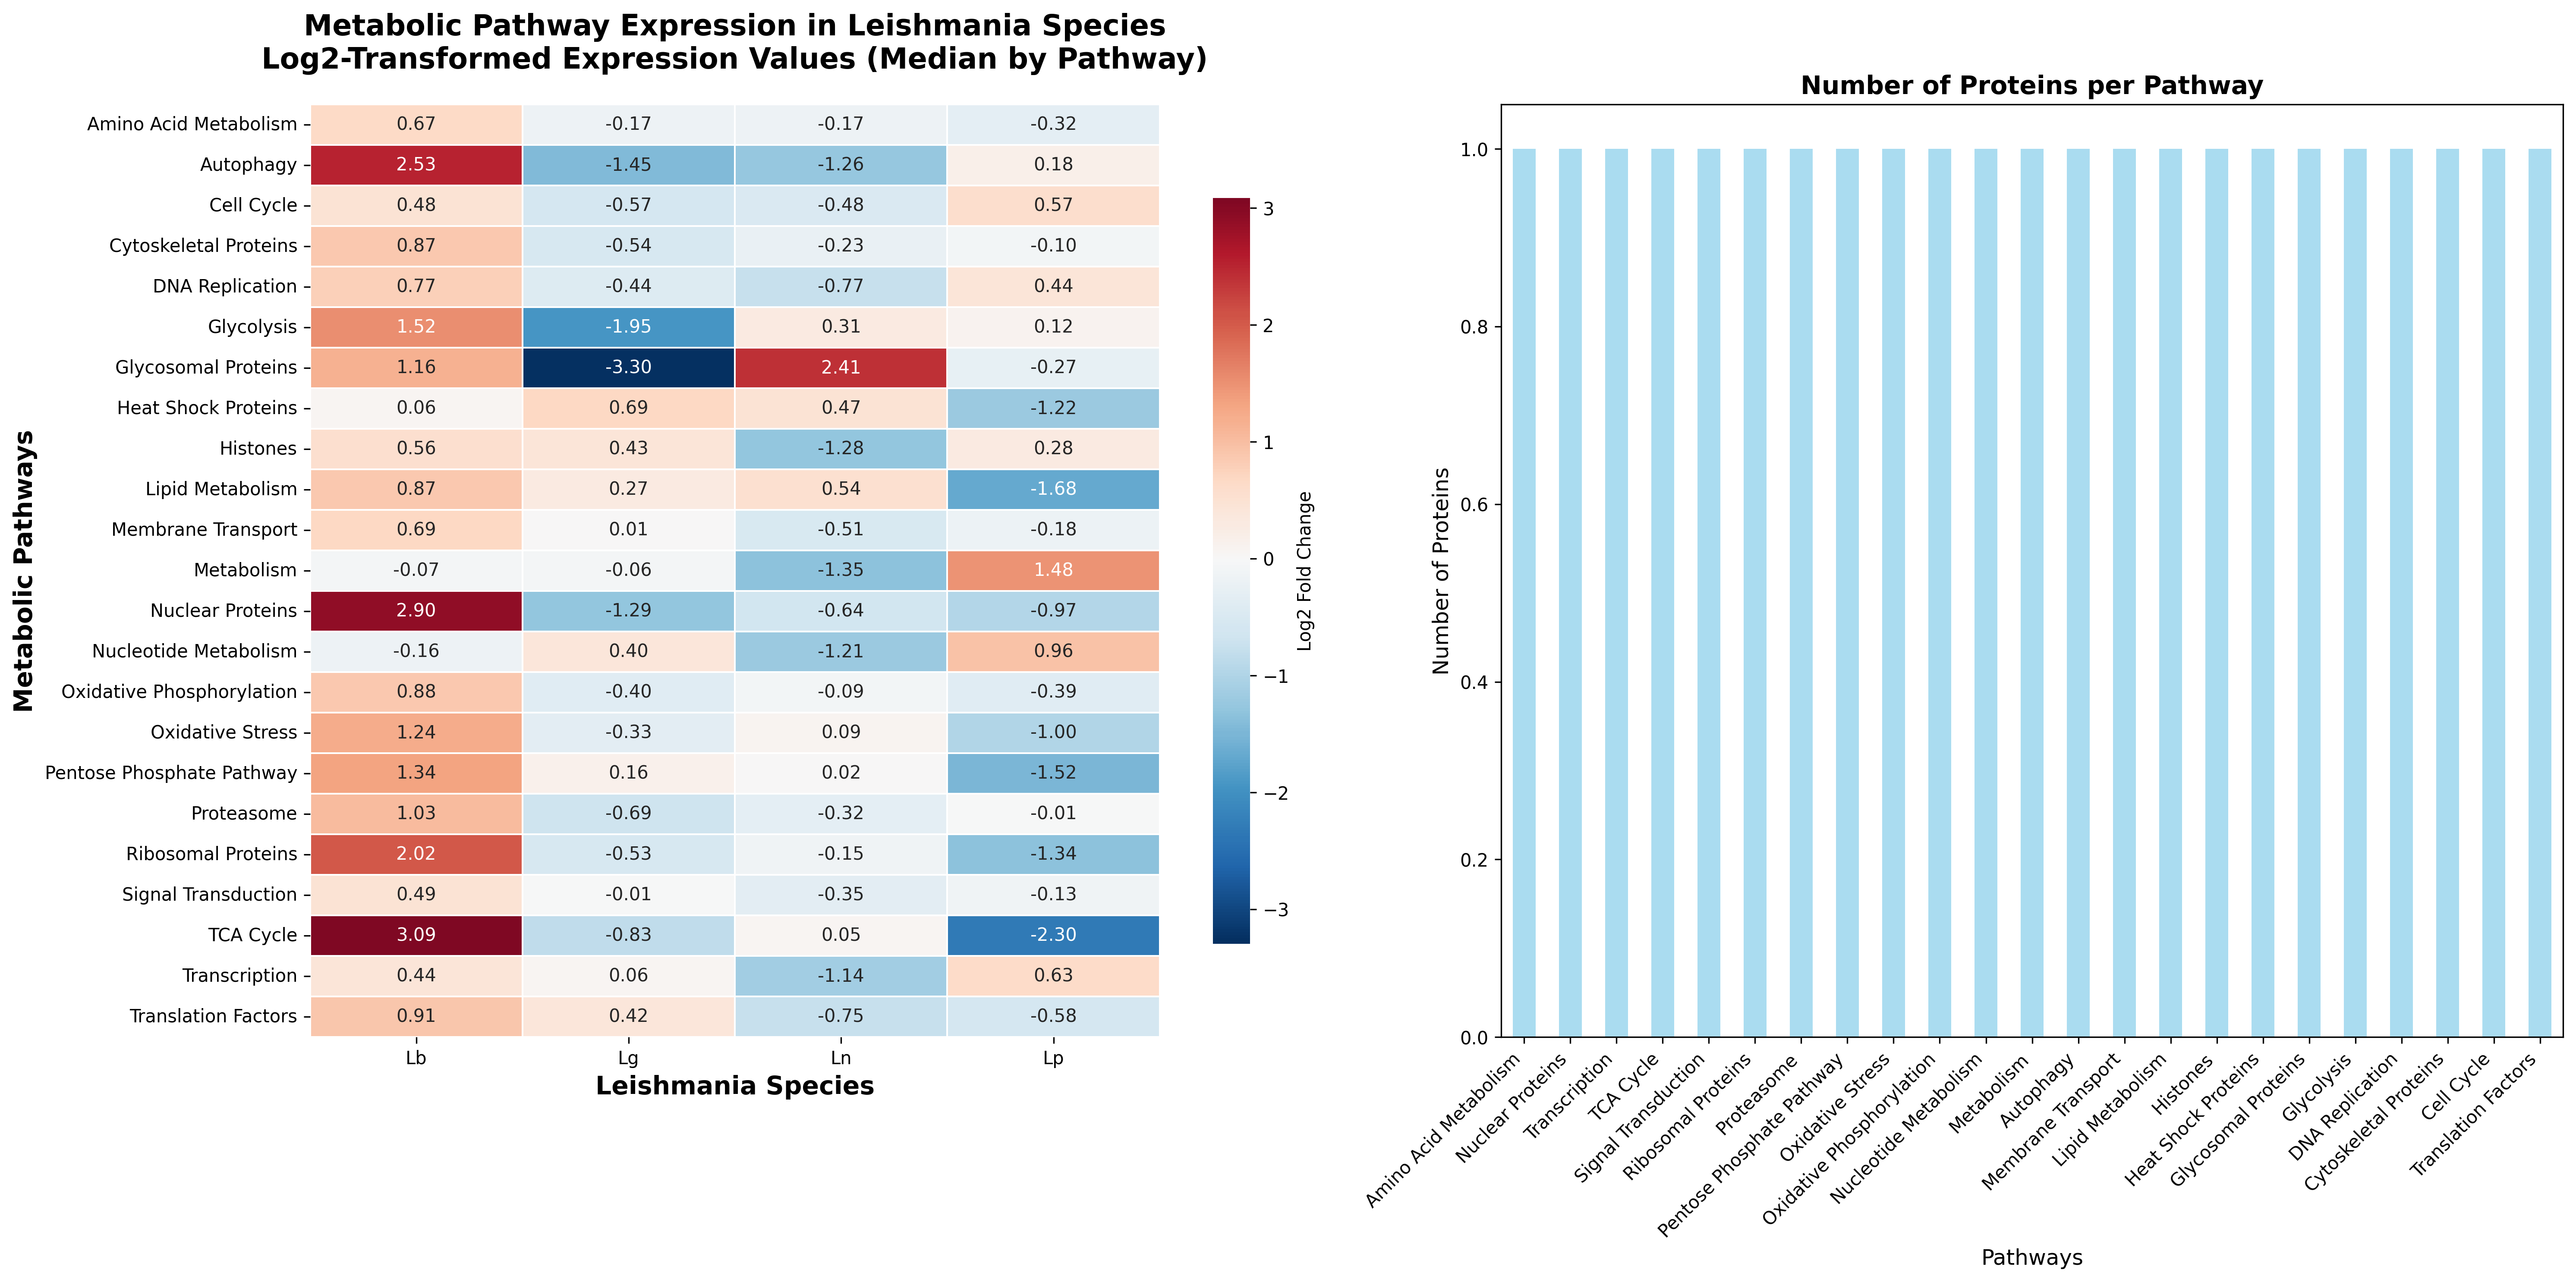 Metabolic Pathway Expression in Leishmania Species
Log2-Transformed Expression Values (Median by Pathway)
Metabolic Pathways
Amino Acid Metabolism 0.67 -0.17 -0.17 -0.32
Autophagy 2.53 -1.45 -1.26 0.18
Cell Cycle 0.48 -0.57 -0.48 0.57
Cytoskeletal Proteins 0.87 -0.54 -0.23 -0.10
DNA Replication 0.77 -0.44 -0.77 0.44
Glycolysis 1.52 -1.95 0.31 0.12
Glycosomal Proteins 1.16 -3.30 2.41 -0.27
Heat Shock Proteins 0.06 0.69 0.47 -1.22
Histones 0.56 0.43 -1.28 0.28
Lipid Metabolism 0.87 0.27 0.54 -1.68
Membrane Transport 0.69 0.01 -0.51 -0.18
Metabolism -0.07 -0.06 -1.35 1.48
Nuclear Proteins 2.90 -1.29 -0.64 -0.97
Nucleotide Metabolism -0.16 0.40 -1.21 0.96
Oxidative Phosphorylation 0.88 -0.40 -0.09 -0.39
Oxidative Stress 1.24 -0.33 0.09 -1.00
Pentose Phosphate Pathway 1.34 0.16 0.02 -1.52
Proteasome 1.03 -0.69 -0.32 -0.01
Ribosomal Proteins 2.02 -0.53 -0.15 -1.34
Signal Transduction 0.49 -0.01 -0.35 -0.13
TCA Cycle 3.09 -0.83 0.05 -2.30
Transcription 0.44 0.06 -1.14 0.63
Translation Factors 0.91 0.42 -0.75 -0.58
Lb Lg Ln Lp
Leishmania Species
3
2
1
0
−1
−2
−3
Log2 Fold Change
Number of Proteins per Pathway
Number of Proteins
1.0
0.8
0.6
0.4
0.2
0.0
Amino Acid Metabolism
Nuclear Proteins
Transcription
TCA Cycle
Signal Transduction
Ribosomal Proteins
Proteasome
Pentose Phosphate Pathway
Oxidative Stress
Oxidative Phosphorylation
Nucleotide Metabolism
Metabolism
Autophagy
Membrane Transport
Lipid Metabolism
Histones
Heat Shock Proteins
Glycosomal Proteins
Glycolysis
DNA Replication
Cytoskeletal Proteins
Cell Cycle
Translation Factors
Pathways